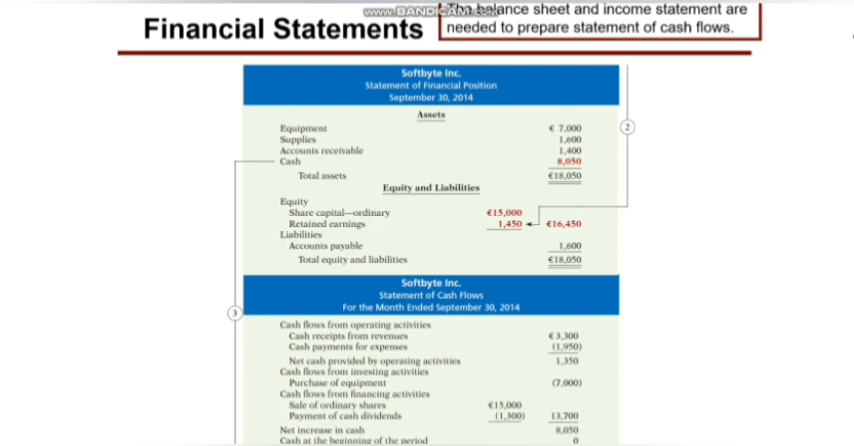 The balance sheet and income statement are
Financial Statements needed to prepare statement of cash flows.
Softbyte Inc.
Statement of Financial Position
September 30, 2014
Assets
Equipment € 7,000
Supplies 1,600
Accounts receivable 1,400
Cash 8,050
Total assets €18,050
Equity and Liabilities
Equity
Share capital—ordinary €15,000
Retained earnings 1,450 €16,450
Liabilities
Accounts payable 1,600
Total equity and liabilities €18,050
2
Softbyte Inc.
Statement of Cash Flows
For the Month Ended September 30, 2014
3
Cash flows from operating activities
Cash receipts from revenues €3,300
Cash payments for expenses (1,950)
Net cash provided by operating activities 1,350
Cash flows from investing activities
Purchase of equipment (7,000)
Cash flows from financing activities
Sale of ordinary shares €15,000
Payment of cash dividends (1,300) 13,700
Net increase in cash 8,050
Cash at the beginning of the period 0